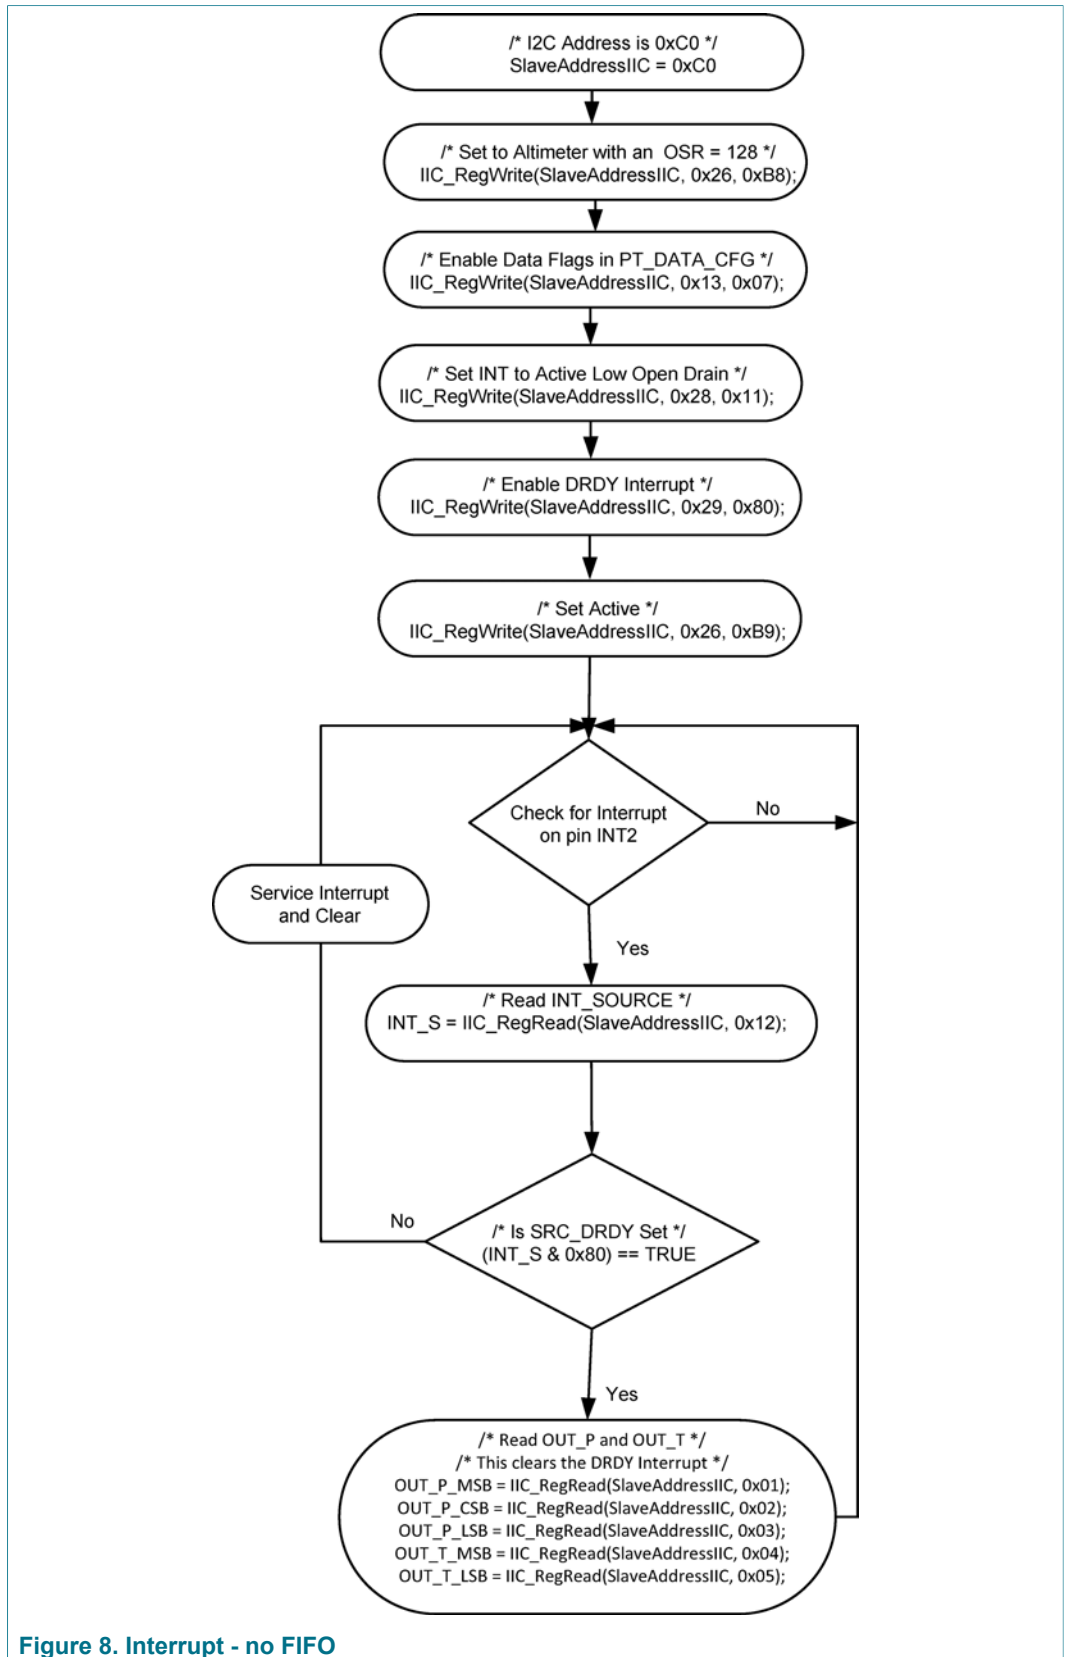 /* I2C Address is 0xC0 */
SlaveAddressIIC = 0xC0
/* Set to Altimeter with an OSR = 128 */
IIC_RegWrite(SlaveAddressIIC, 0x26, 0xB8);
/* Enable Data Flags in PT_DATA_CFG */
IIC_RegWrite(SlaveAddressIIC, 0x13, 0x07);
/* Set INT to Active Low Open Drain */
IIC_RegWrite(SlaveAddressIIC, 0x28, 0x11);
/* Enable DRDY Interrupt */
IIC_RegWrite(SlaveAddressIIC, 0x29, 0x80);
/* Set Active */
IIC_RegWrite(SlaveAddressIIC, 0x26, 0xB9);
Check for Interrupt
on pin INT2
No
Service Interrupt
and Clear
Yes
/* Read INT_SOURCE */
INT_S = IIC_RegRead(SlaveAddressIIC, 0x12);
No
/* Is SRC_DRDY Set */
(INT_S & 0x80) == TRUE
Yes
/* Read OUT_P and OUT_T */
/* This clears the DRDY Interrupt */
OUT_P_MSB = IIC_RegRead(SlaveAddressIIC, 0x01);
OUT_P_CSB = IIC_RegRead(SlaveAddressIIC, 0x02);
OUT_P_LSB = IIC_RegRead(SlaveAddressIIC, 0x03);
OUT_T_MSB = IIC_RegRead(SlaveAddressIIC, 0x04);
OUT_T_LSB = IIC_RegRead(SlaveAddressIIC, 0x05);
Figure 8. Interrupt - no FIFO